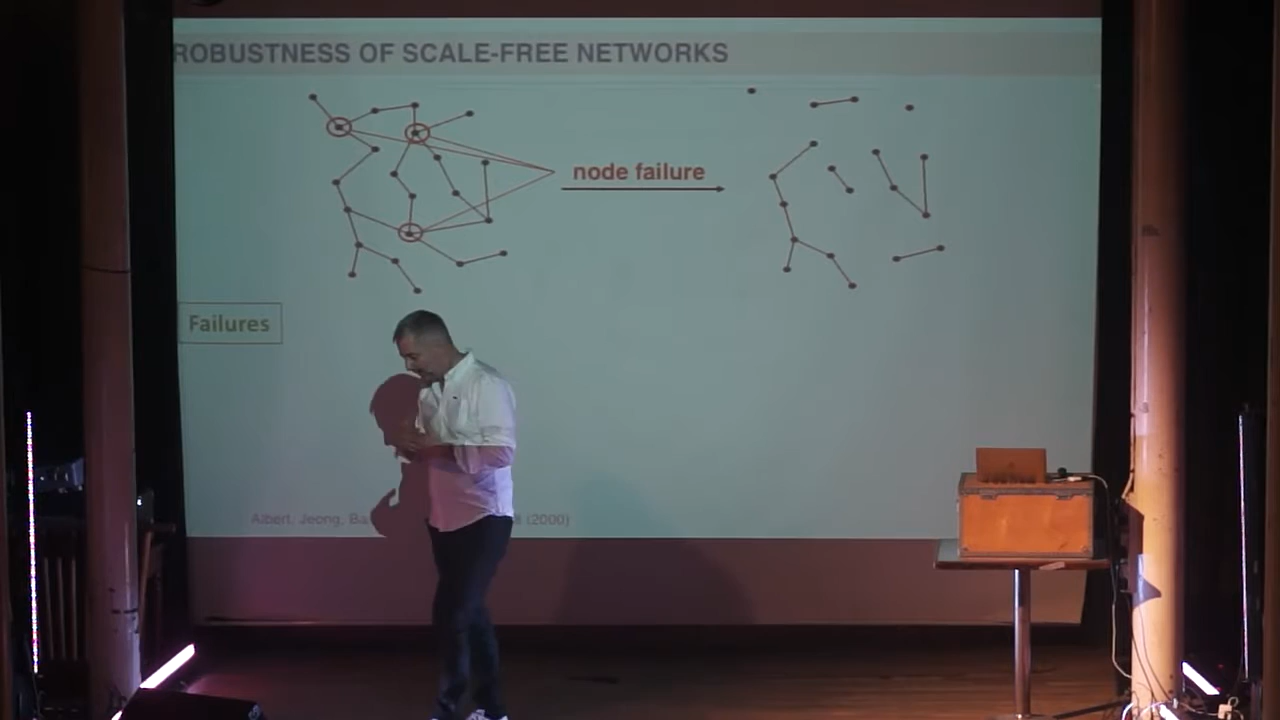 ROBUSTNESS OF SCALE-FREE NETWORKS
node failure
Failures
Albert, Jeong, Ba (2000)